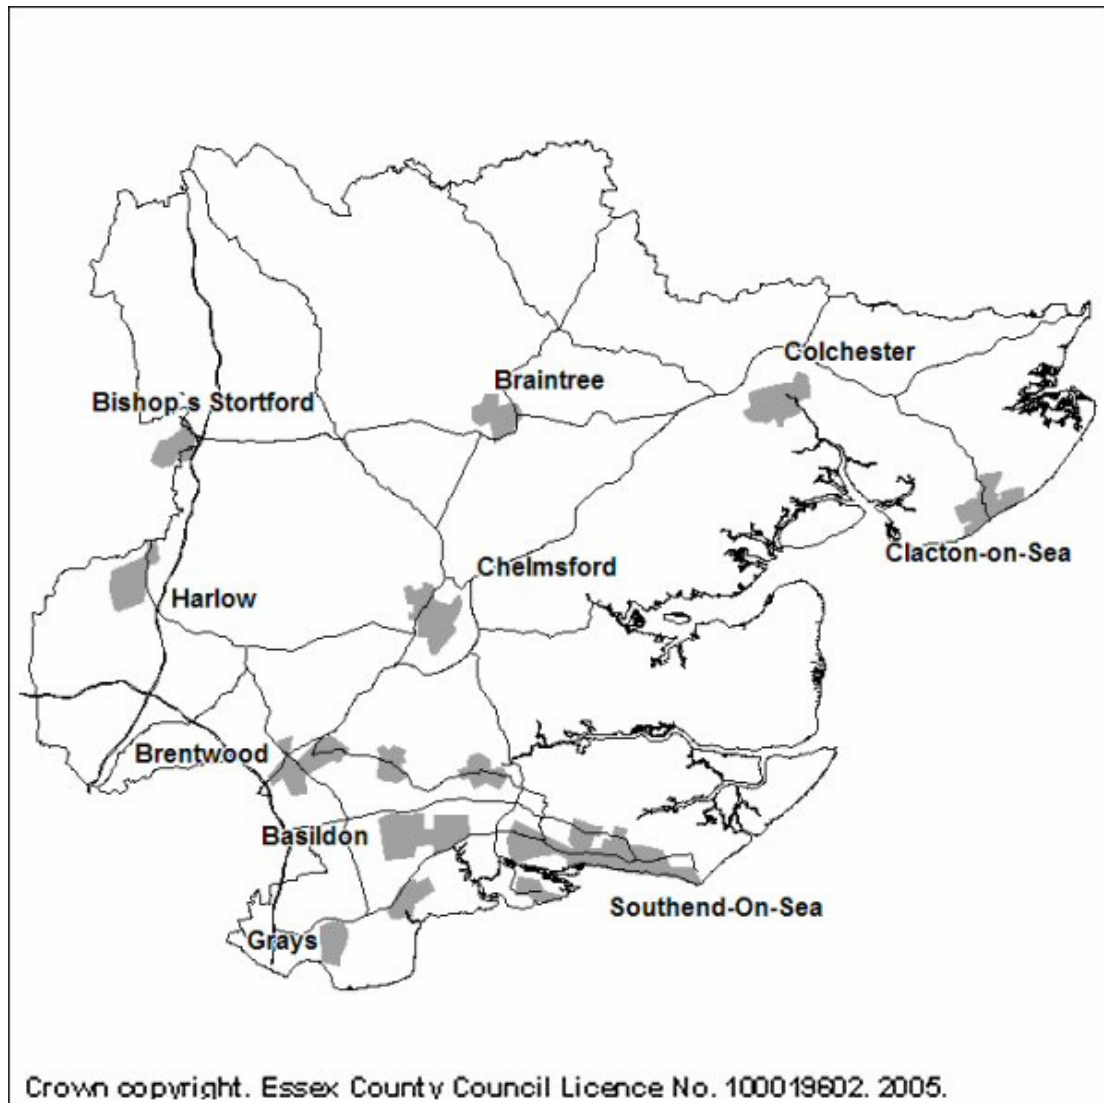 Colchester
Braintree
Bishop`s Stortford
Clacton-on-Sea
Chelmsford
Harlow
Brentwood
Basildon
Southend-On-Sea
Grays
Crown copyright. Essex County Council Licence No. 100019602. 2005.